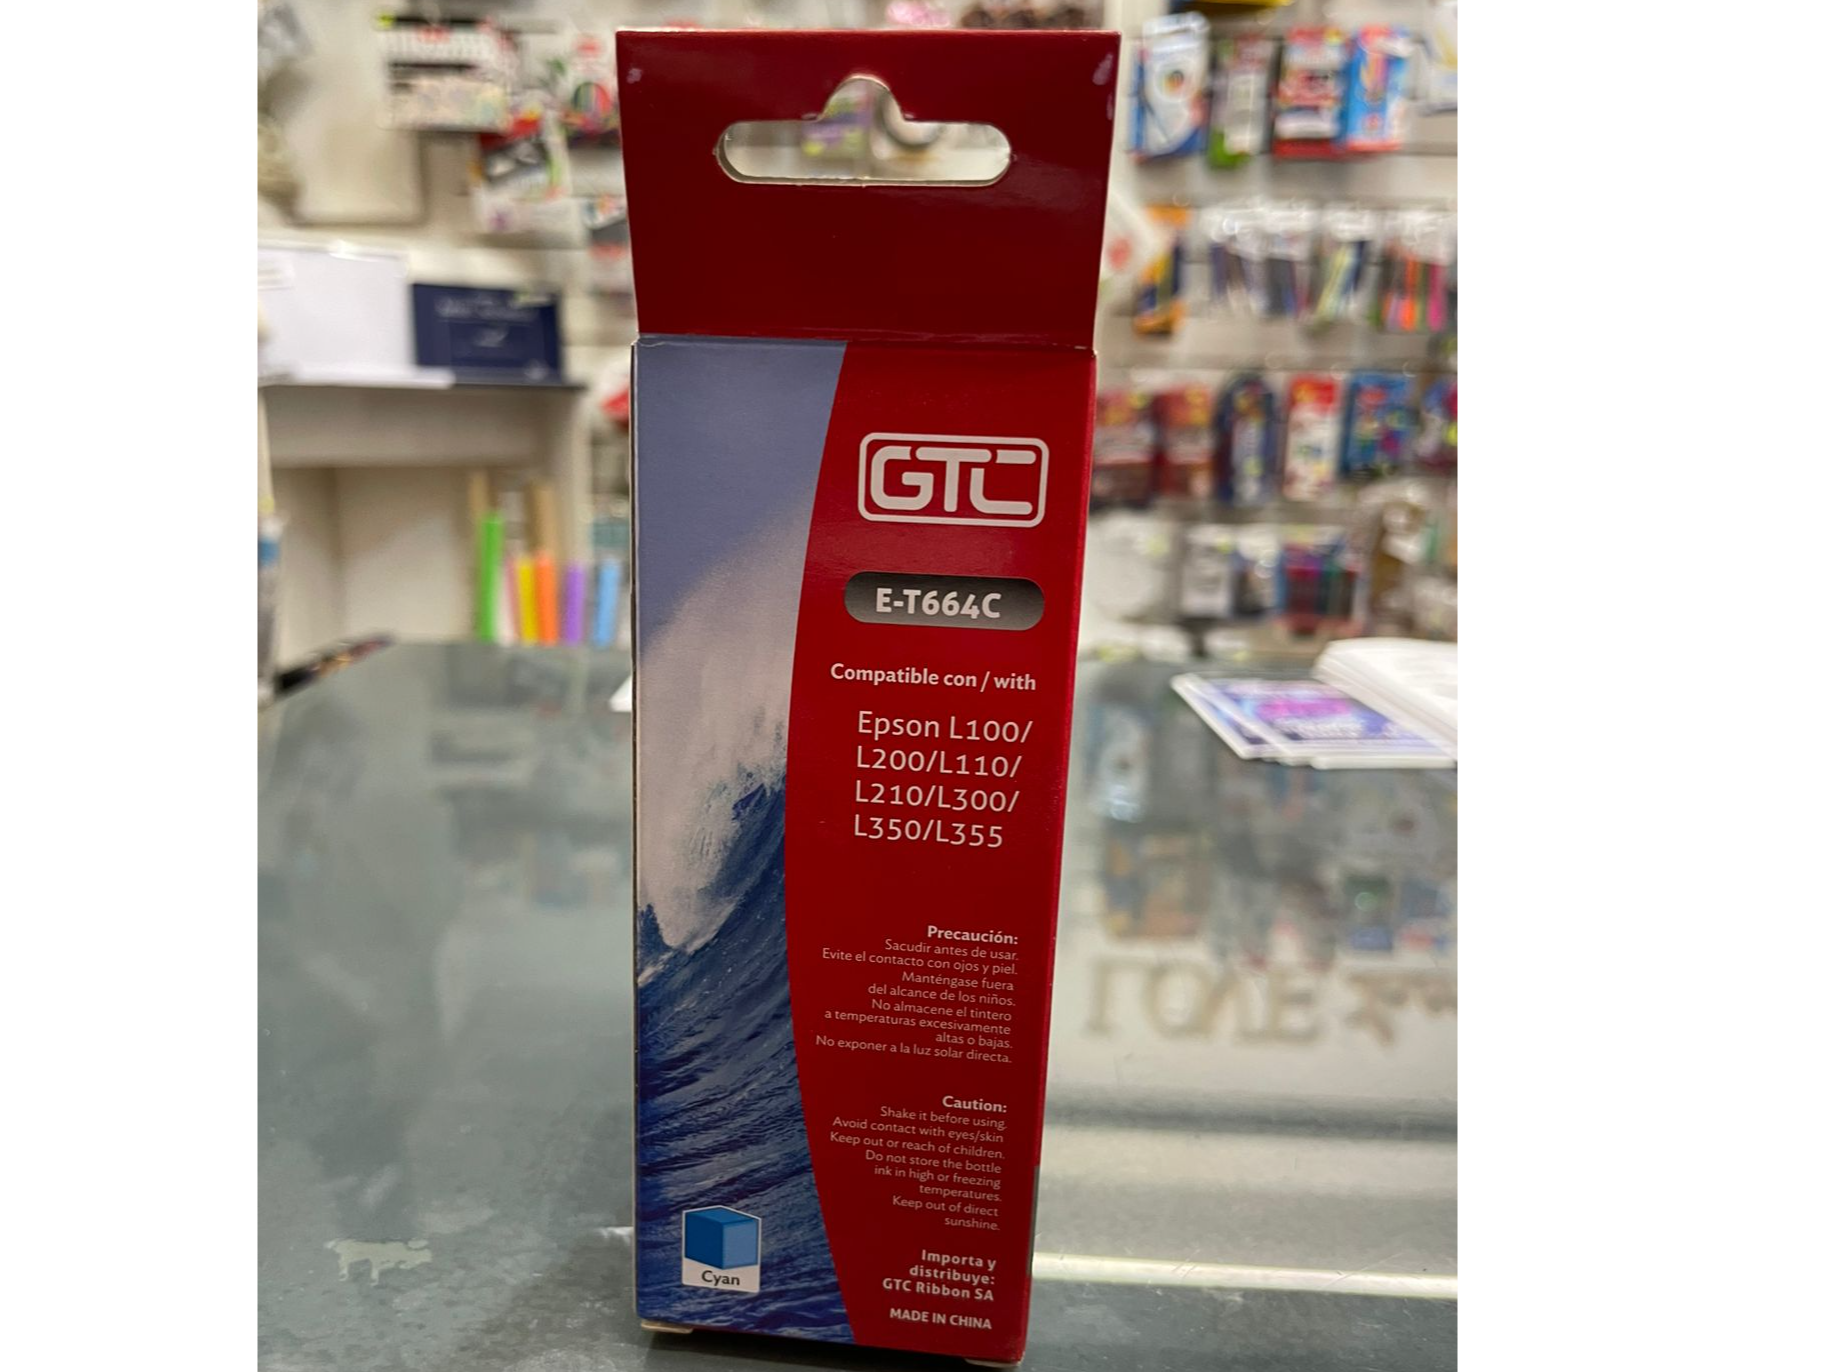 GTC
E-T664C
Compatible con / with
Epson L100/
L200/L110/
L210/L300/
L350/L355
Precaución:
Sacudir antes de usar.
Evite el contacto con ojos y piel.
Manténgase fuera
del alcance de los niños.
No almacene el tintero
a temperaturas excesivamente
altas o bajas.
No exponer a la luz solar directa.
Caution:
Shake it before using.
Avoid contact with eyes/skin
Keep out or reach of children.
Do not store the bottle
ink in high or freezing
temperatures.
Keep out of direct
sunshine.
Importa y
distribuye:
GTC Ribbon SA
MADE IN CHINA
Cyan
LOVE